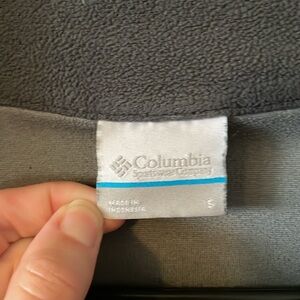 Columbia
Sportswear Company
MADE IN
INDONESIA
S